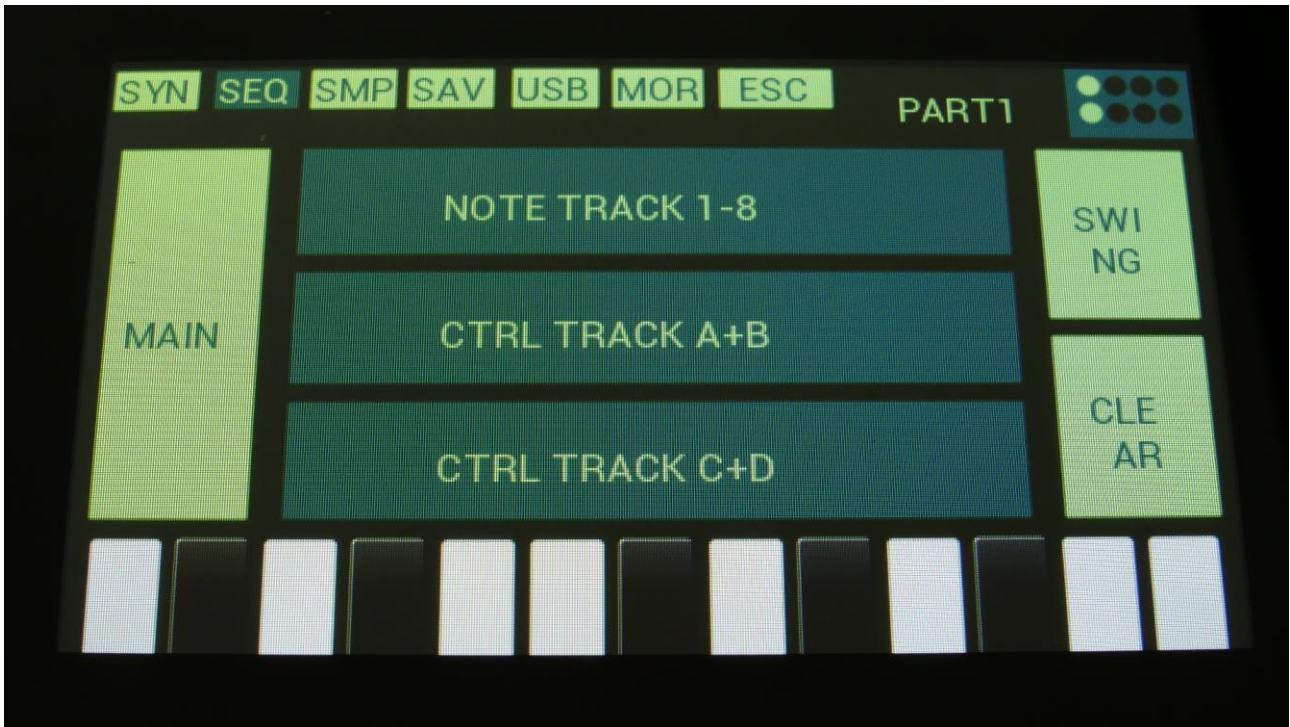 SYN SEQ SMP SAV USB MOR ESC
PART1
MAIN
NOTE TRACK 1-8
CTRL TRACK A+B
CTRL TRACK C+D
SWI
NG
CLE
AR